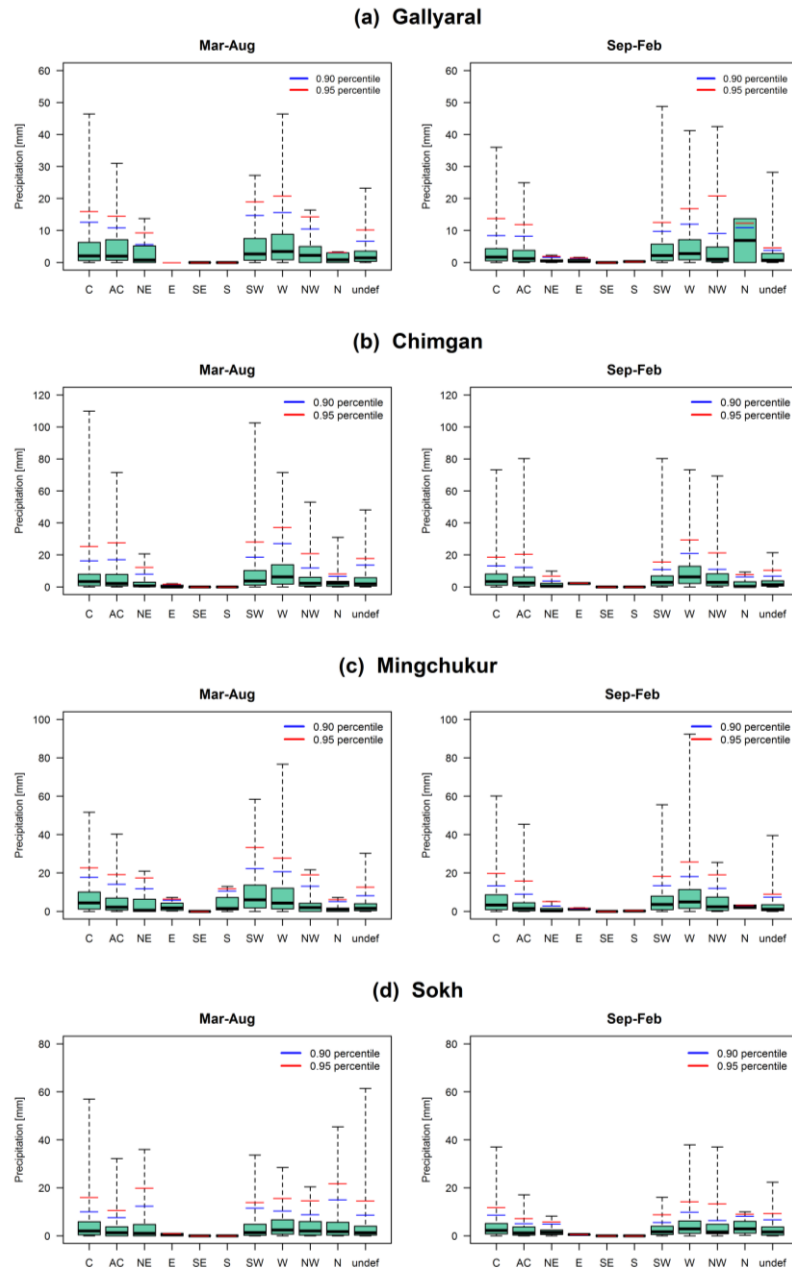 (a) Gallyaral
Mar-Aug
Precipitation [mm]
60
50
40
30
20
10
0
0.90 percentile
0.95 percentile
C AC NE E SE S SW W NW N undef
Sep-Feb
Precipitation [mm]
60
50
40
30
20
10
0
0.90 percentile
0.95 percentile
C AC NE E SE S SW W NW N undef
(b) Chimgan
Mar-Aug
Precipitation [mm]
120
100
80
60
40
20
0
0.90 percentile
0.95 percentile
C AC NE E SE S SW W NW N undef
Sep-Feb
Precipitation [mm]
120
100
80
60
40
20
0
0.90 percentile
0.95 percentile
C AC NE E SE S SW W NW N undef
(c) Mingchukur
Mar-Aug
Precipitation [mm]
100
80
60
40
20
0
0.90 percentile
0.95 percentile
C AC NE E SE S SW W NW N undef
Sep-Feb
Precipitation [mm]
100
80
60
40
20
0
0.90 percentile
0.95 percentile
C AC NE E SE S SW W NW N undef
(d) Sokh
Mar-Aug
Precipitation [mm]
80
60
40
20
0
0.90 percentile
0.95 percentile
C AC NE E SE S SW W NW N undef
Sep-Feb
Precipitation [mm]
80
60
40
20
0
0.90 percentile
0.95 percentile
C AC NE E SE S SW W NW N undef